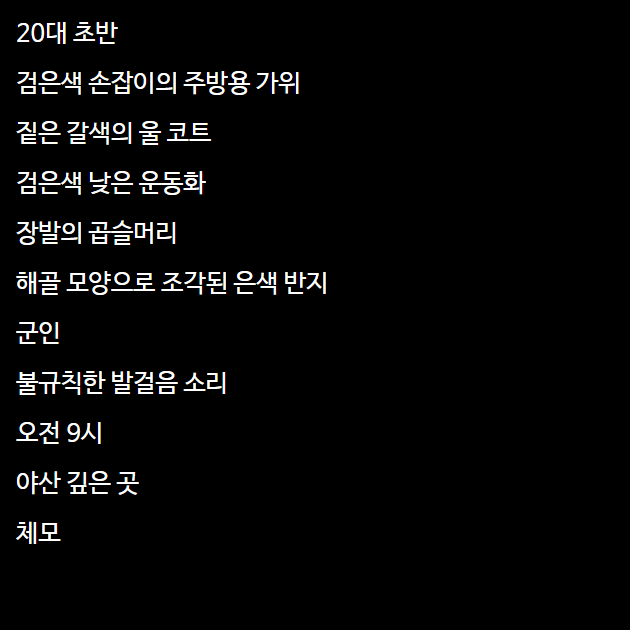 20대 초반
검은색 손잡이의 주방용 가위
짙은 갈색의 울 코트
검은색 낮은 운동화
장발의 곱슬머리
해골 모양으로 조각된 은색 반지
군인
불규칙한 발걸음 소리
오전 9시
야산 깊은 곳
체모